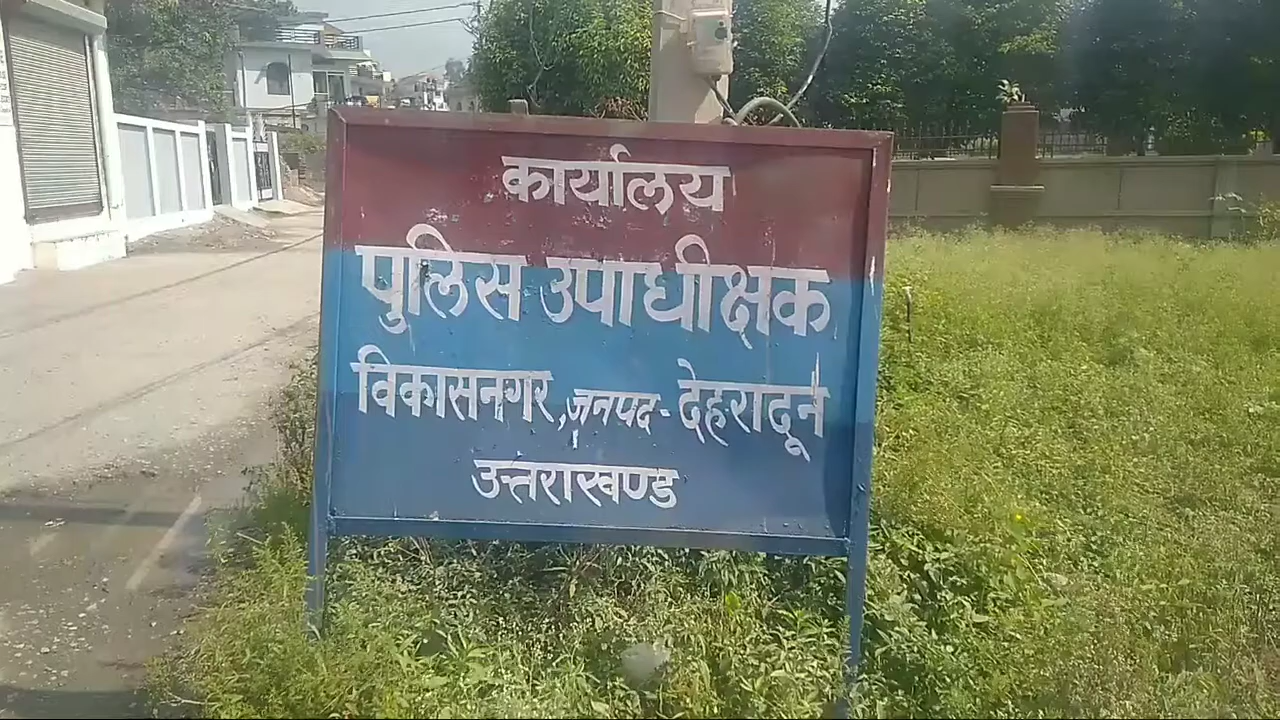 कार्यालय
पुलिस उपाधीक्षक
विकासनगर, जनपद - देहरादून
उत्तराखण्ड